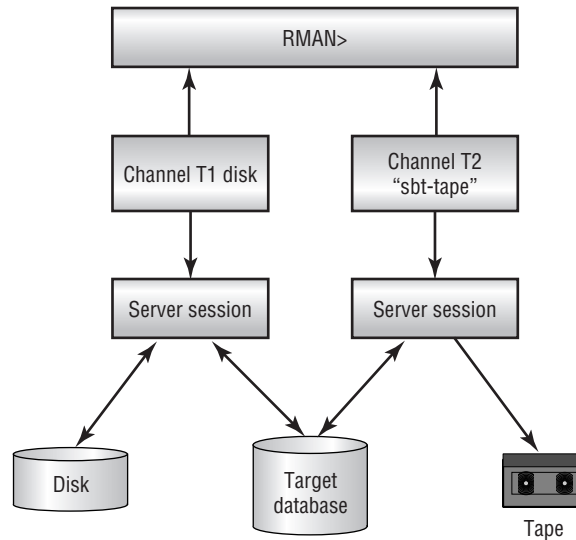 RMAN>
Channel T1 disk
Channel T2
“sbt-tape”
Server session
Server session
Disk
Target
database
Tape